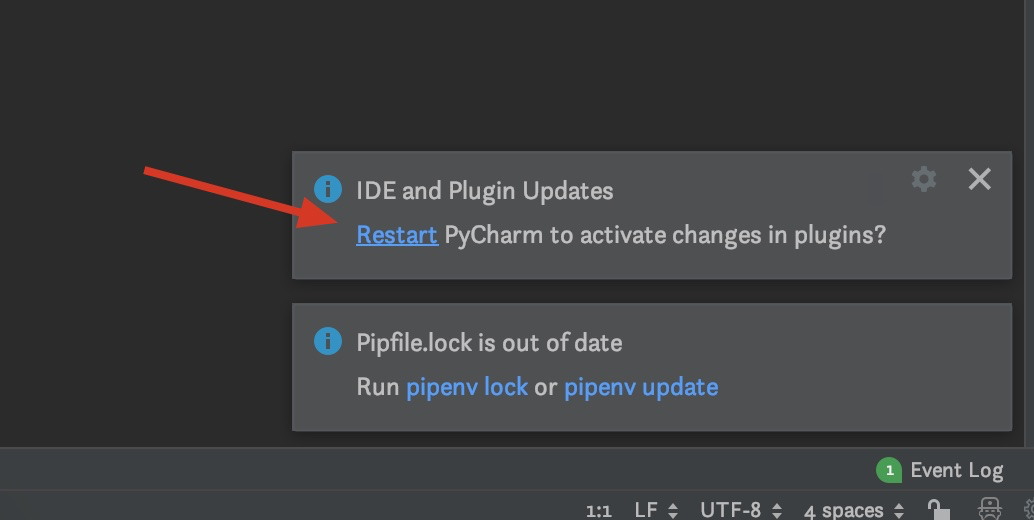 IDE and Plugin Updates
Restart PyCharm to activate changes in plugins?
Pipfile.lock is out of date
Run pipenv lock or pipenv update
1 Event Log
1:1 LF UTF-8 4 spaces